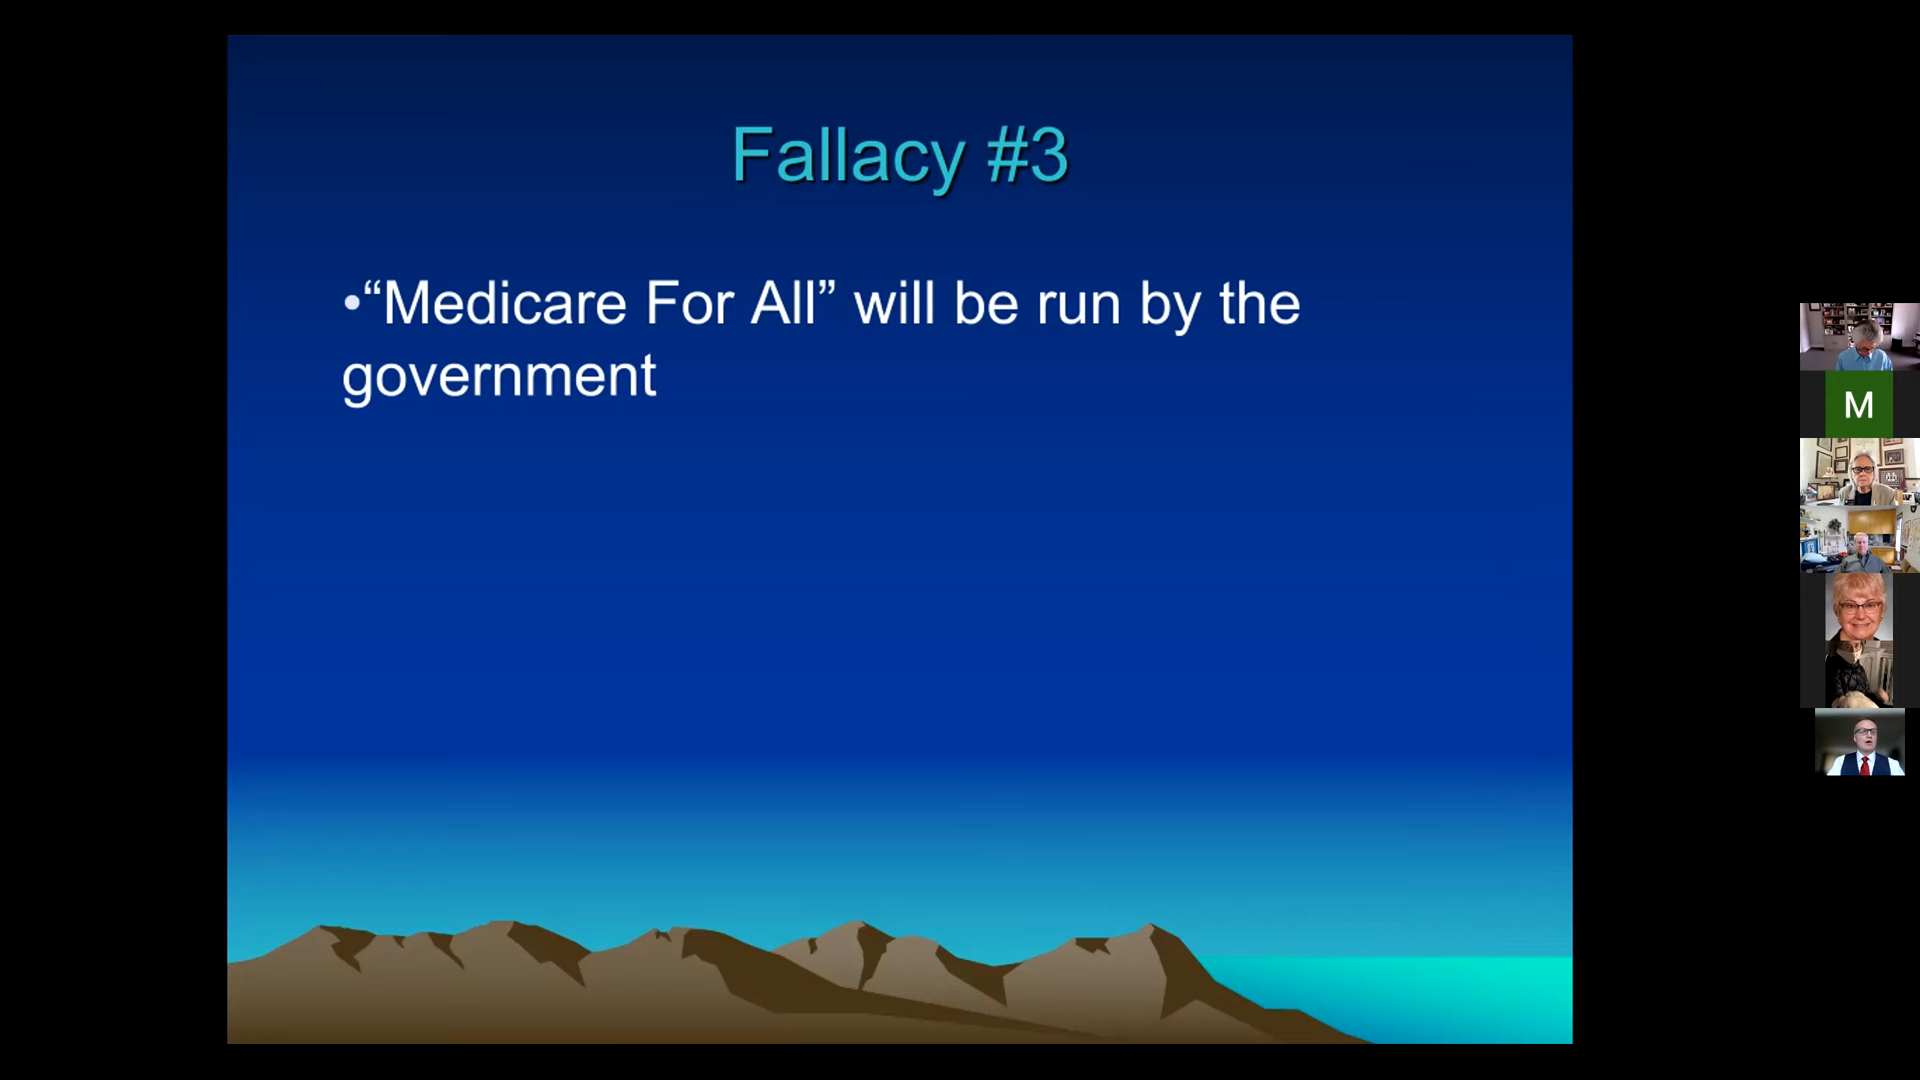 Fallacy #3
•“Medicare For All” will be run by the
government
M